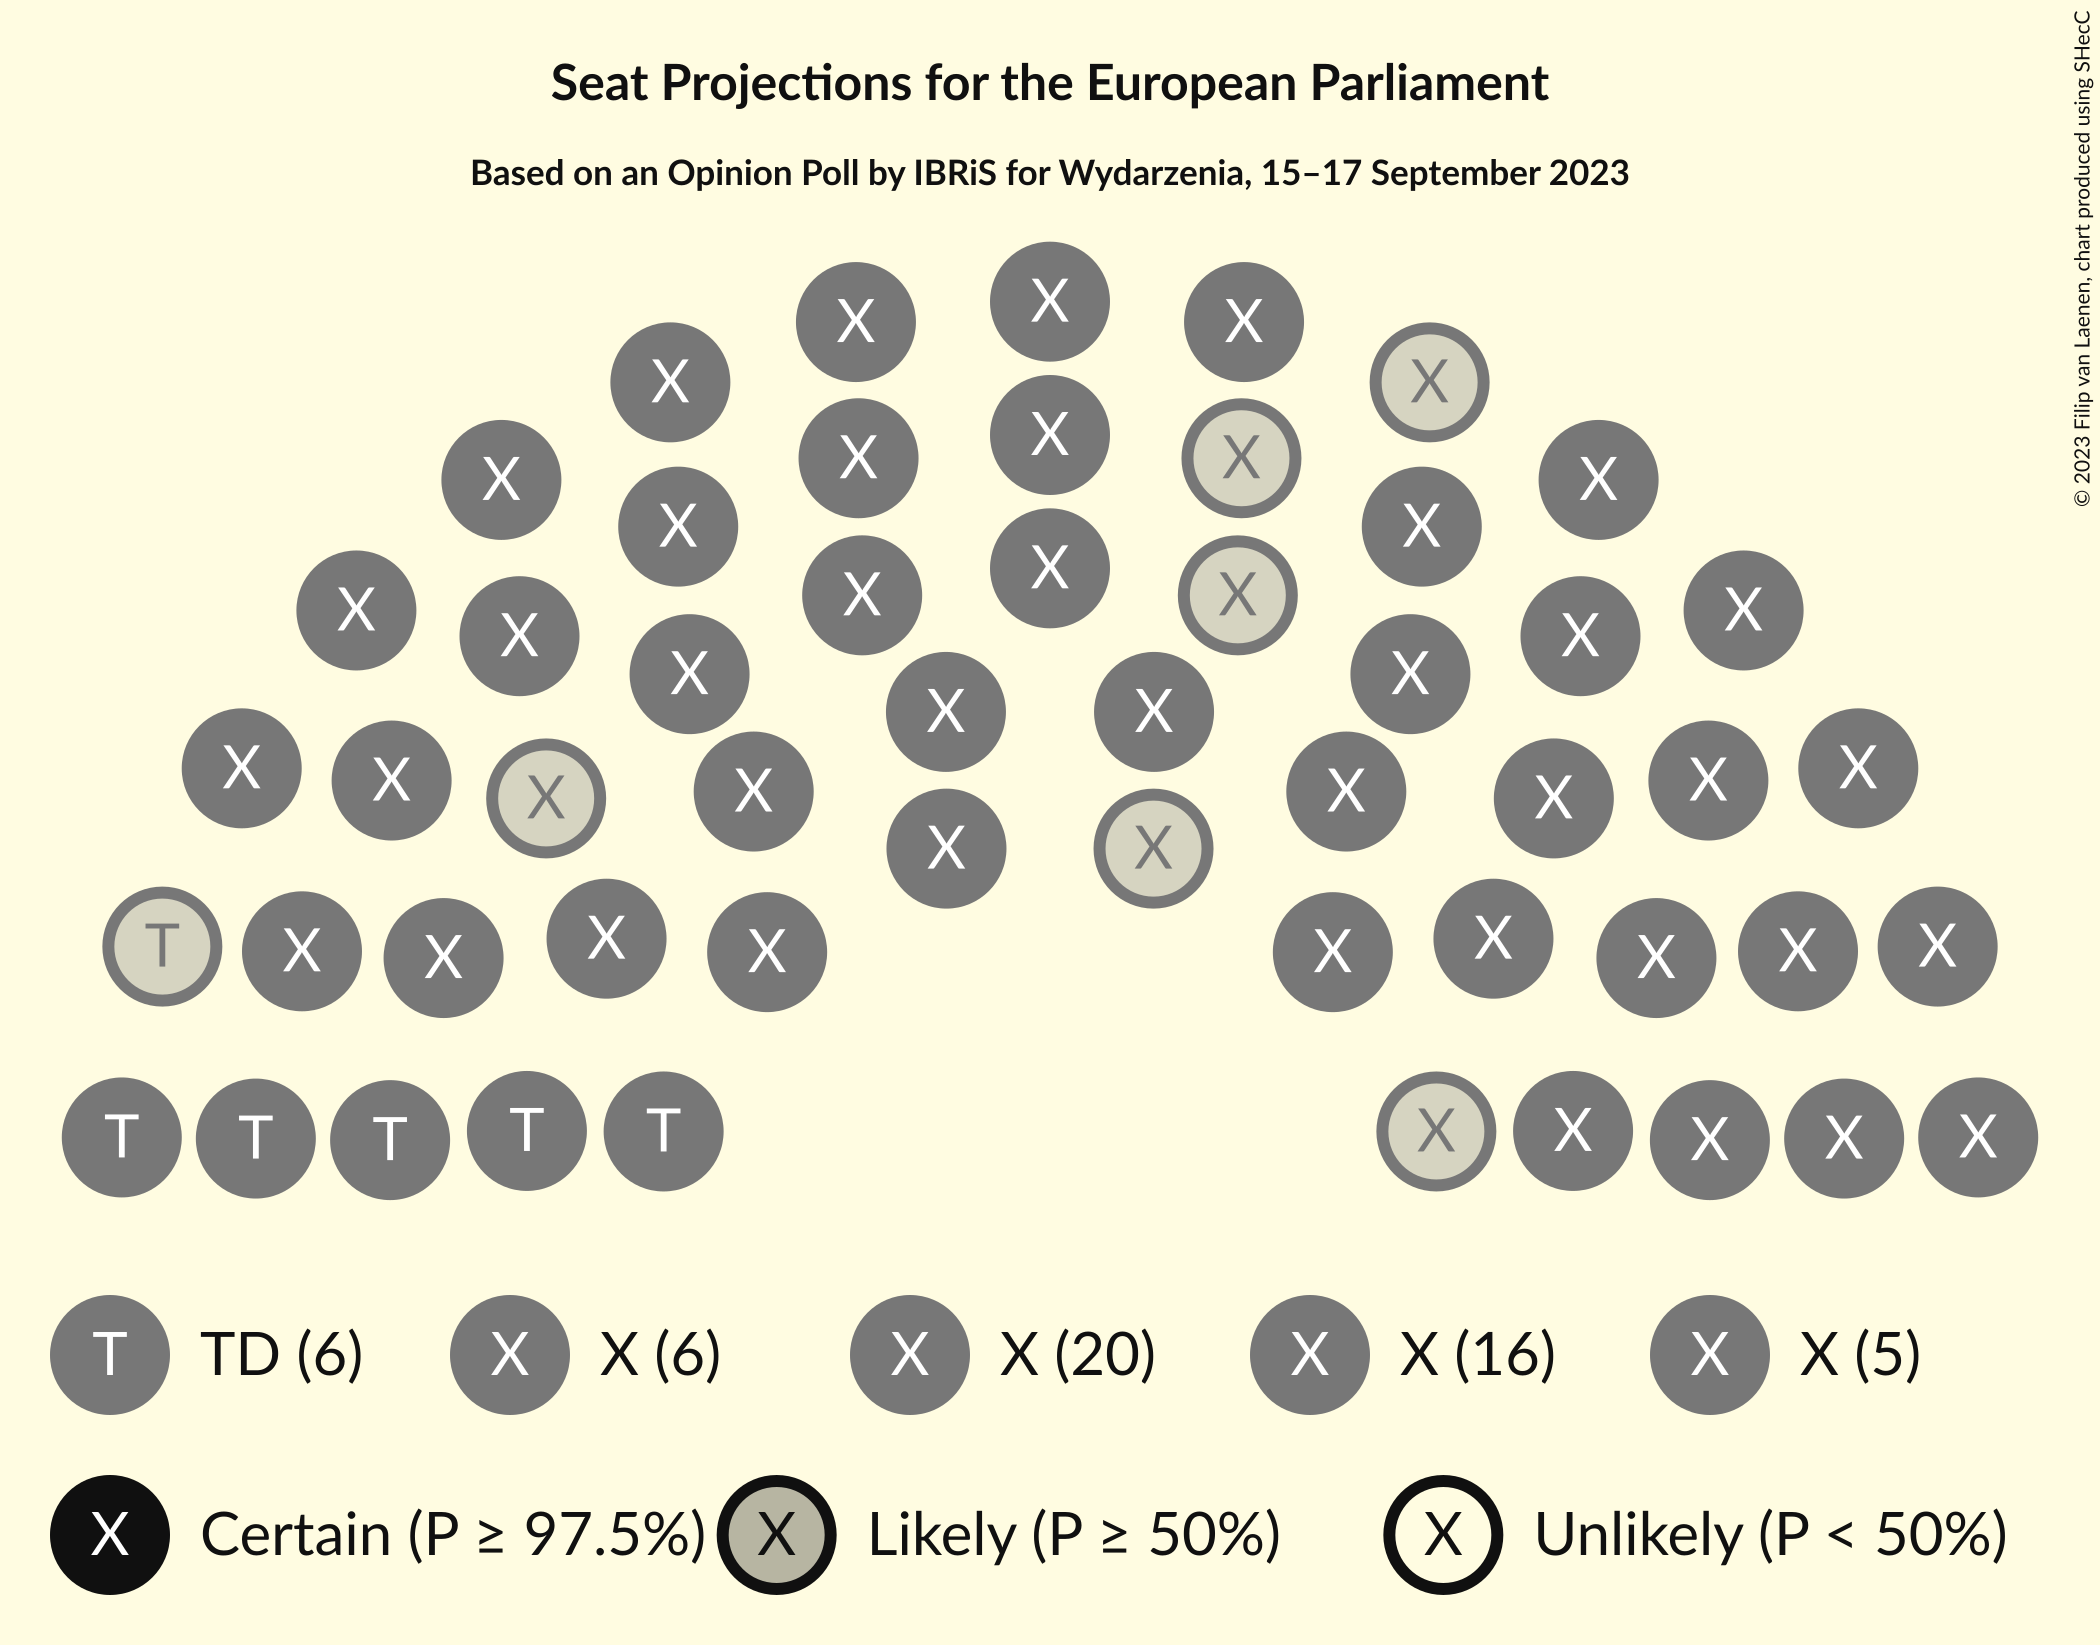 Seat Projections for the European Parliament
Based on an Opinion Poll by IBRiS for Wydarzenia, 15–17 September 2023
© 2023 Filip van Laenen, chart produced using SHecC
X
X X
X X
X
X X
X X
X X
X
X X
X X
X X
X X
X X
X X
X X
X X
X X
X X
X X
X X
T X X X X X X X X X
T T T T T X X X X X
T TD (6) X X (6) X X (20) X X (16) X X (5)
X Certain (P ≥ 97.5%) X Likely (P ≥ 50%) X Unlikely (P < 50%)